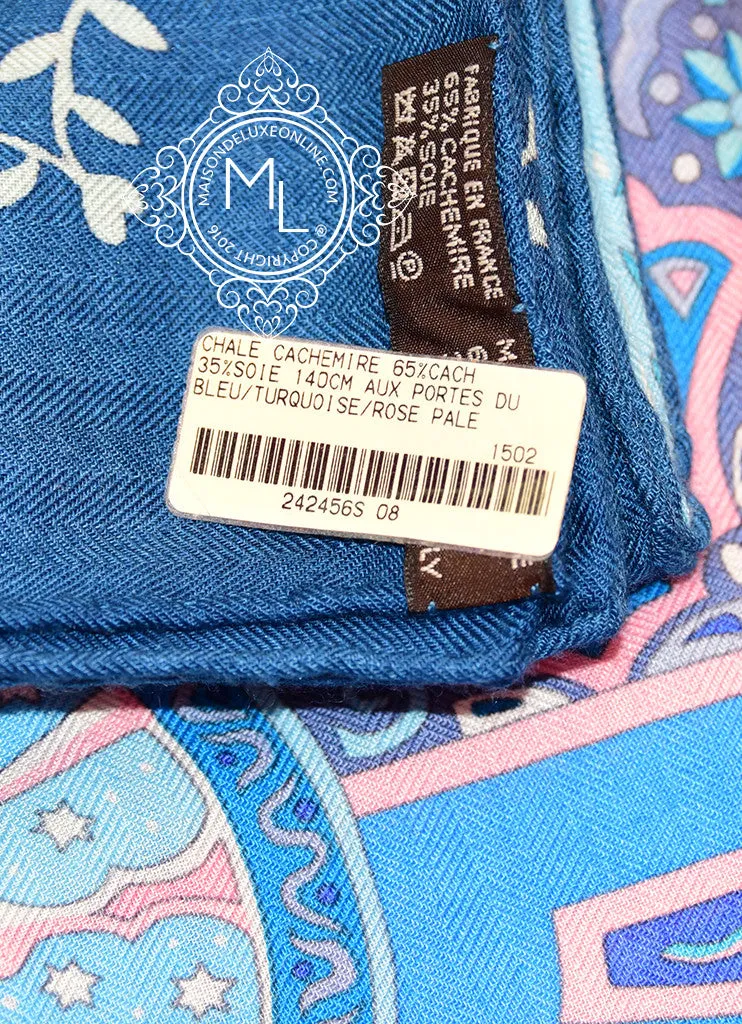 MAISONDELUXEONLINE.COM
ML
@ COPYRIGHT 2016
FABRIQUE EN FRANCE
65% CACHEMIRE
35% SOIE
CHALE CACHEMIRE 65%CACH
35%SOIE 140CM AUX PORTES DU
BLEU/TURQUOISE/ROSE PALE
1502
242456S 08